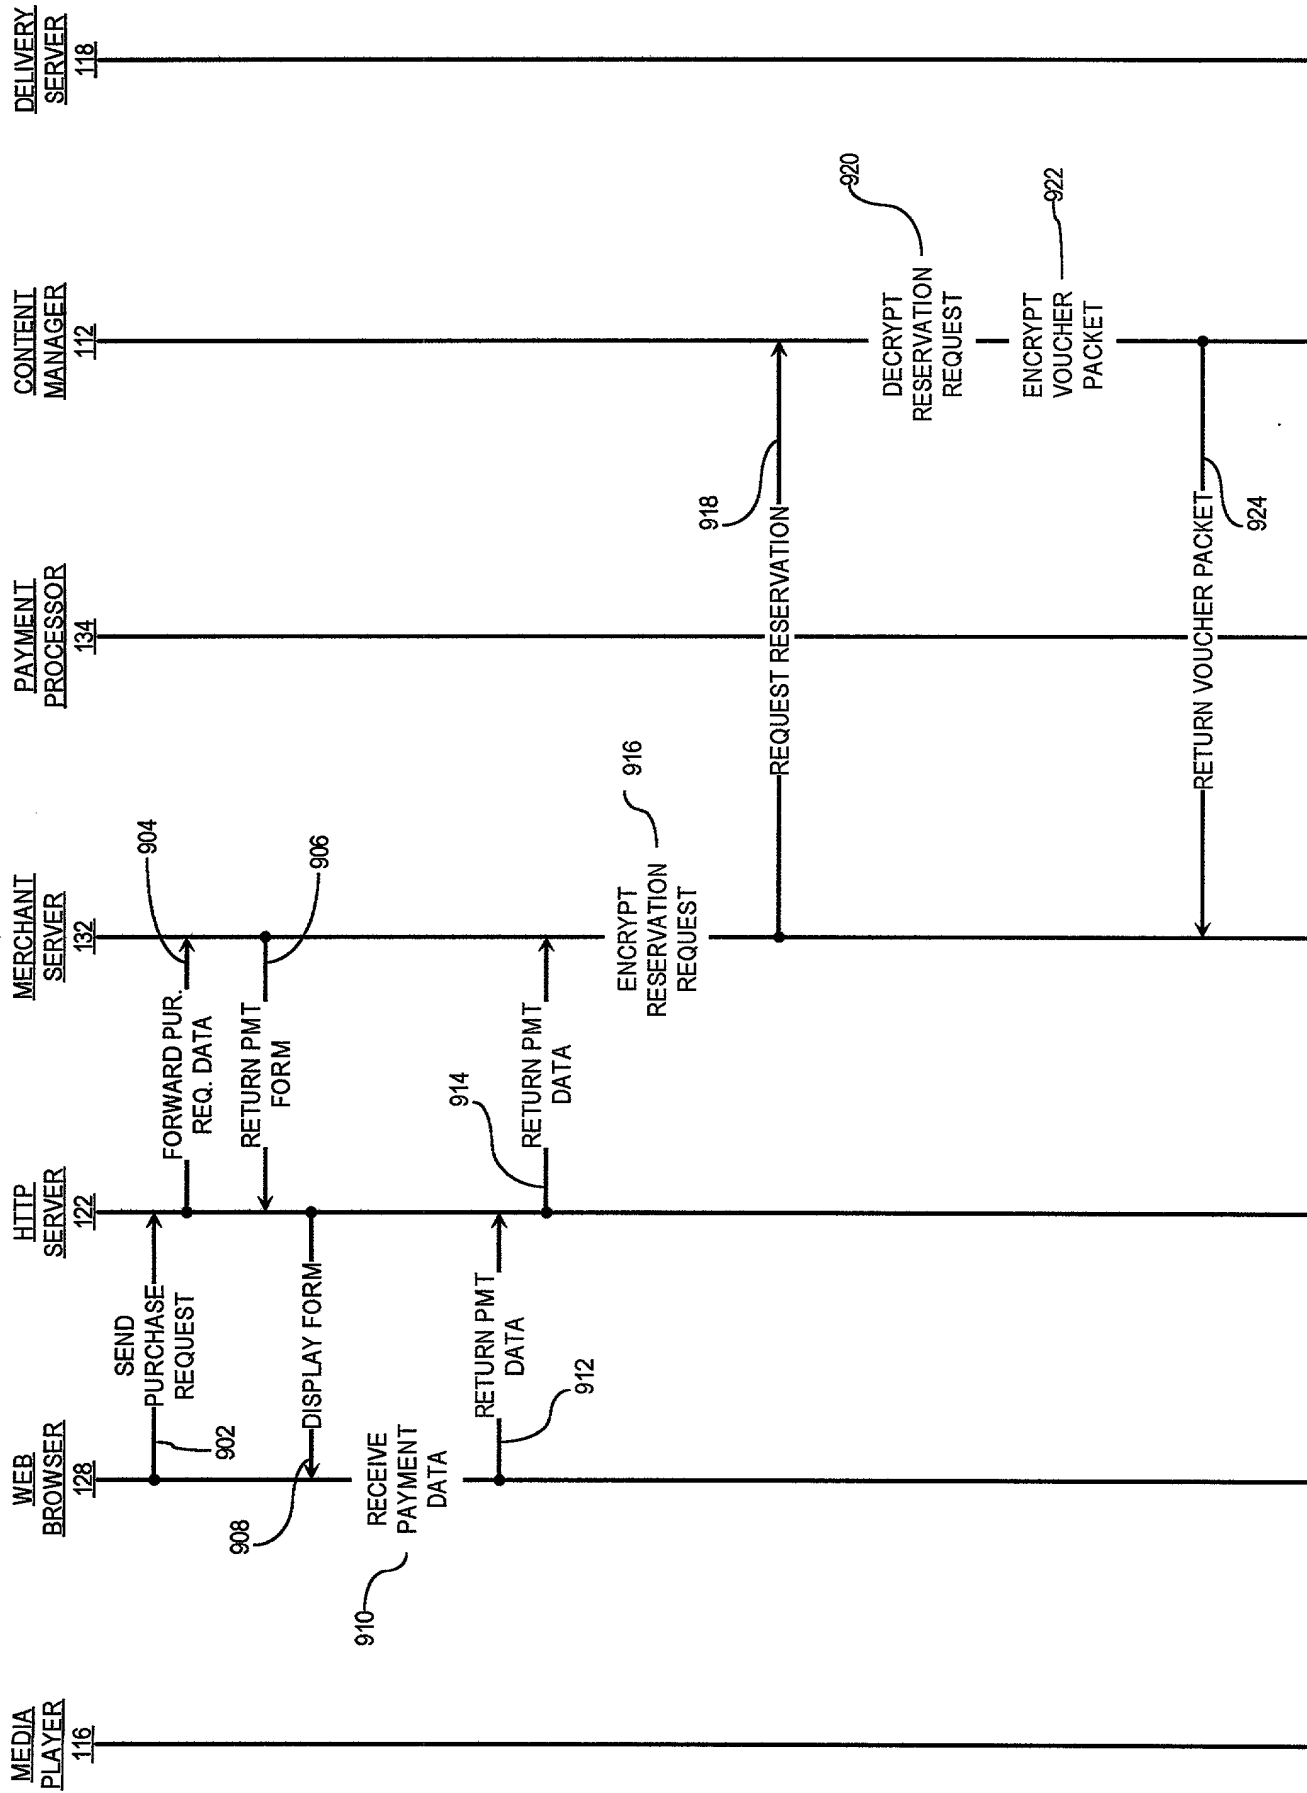 MEDIA
PLAYER
116
WEB
BROWSER
128
HTTP
SERVER
122
MERCHANT
SERVER
132
PAYMENT
PROCESSOR
134
CONTENT
MANAGER
112
DELIVERY
SERVER
118
SEND
PURCHASE
REQUEST
902
FORWARD PUR.
REQ. DATA
904
RETURN PMT
FORM
906
DISPLAY FORM
908
RECEIVE
PAYMENT
DATA
910
RETURN PMT
DATA
912
RETURN PMT
DATA
914
ENCRYPT
RESERVATION
REQUEST
916
REQUEST RESERVATION
918
DECRYPT
RESERVATION
REQUEST
920
ENCRYPT
VOUCHER
PACKET
922
RETURN VOUCHER PACKET
924